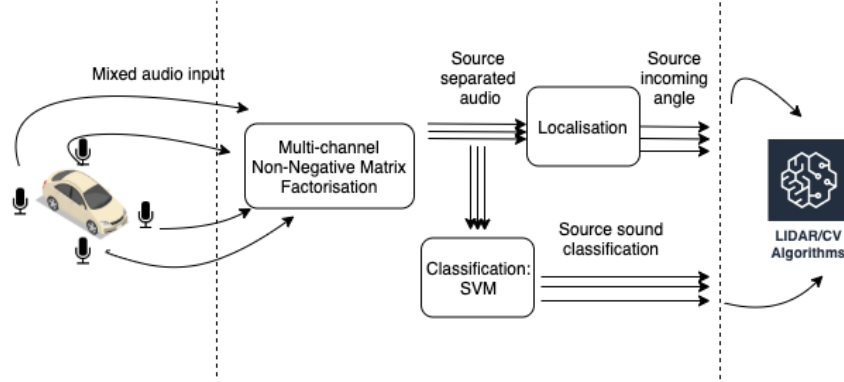 Mixed audio input
Multi-channel
Non-Negative Matrix
Factorisation
Source
separated
audio
Localisation
Source
incoming
angle
Classification:
SVM
Source sound
classification
LIDAR/CV
Algorithms